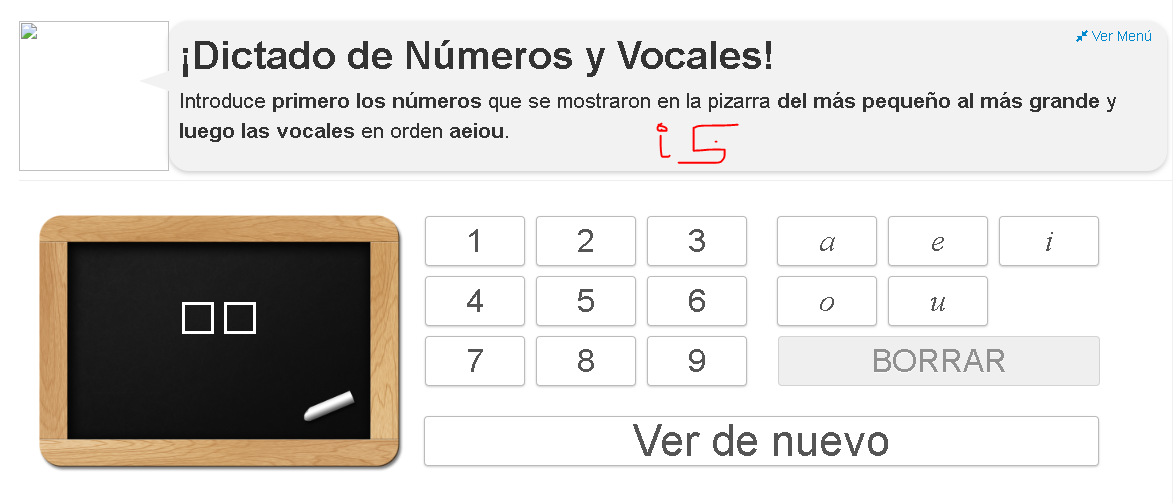 Ver Menú
¡Dictado de Números y Vocales!
Introduce primero los números que se mostraron en la pizarra del más pequeño al más grande y
luego las vocales en orden aeiou.
i 5
1 2 3 a e i
4 5 6 o u
7 8 9 BORRAR
Ver de nuevo